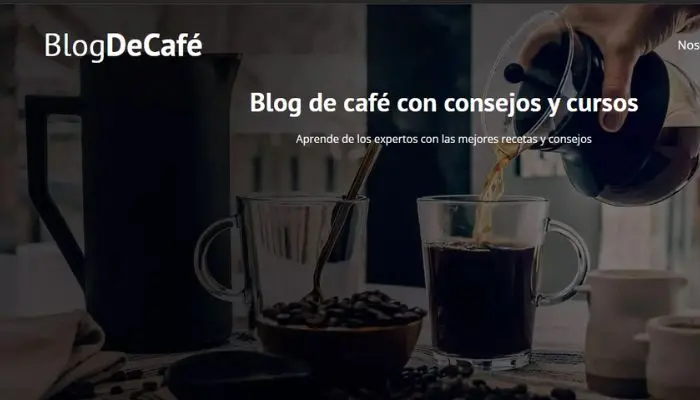 BlogDeCafé
Nos
Blog de café con consejos y cursos
Aprende de los expertos con las mejores recetas y consejos